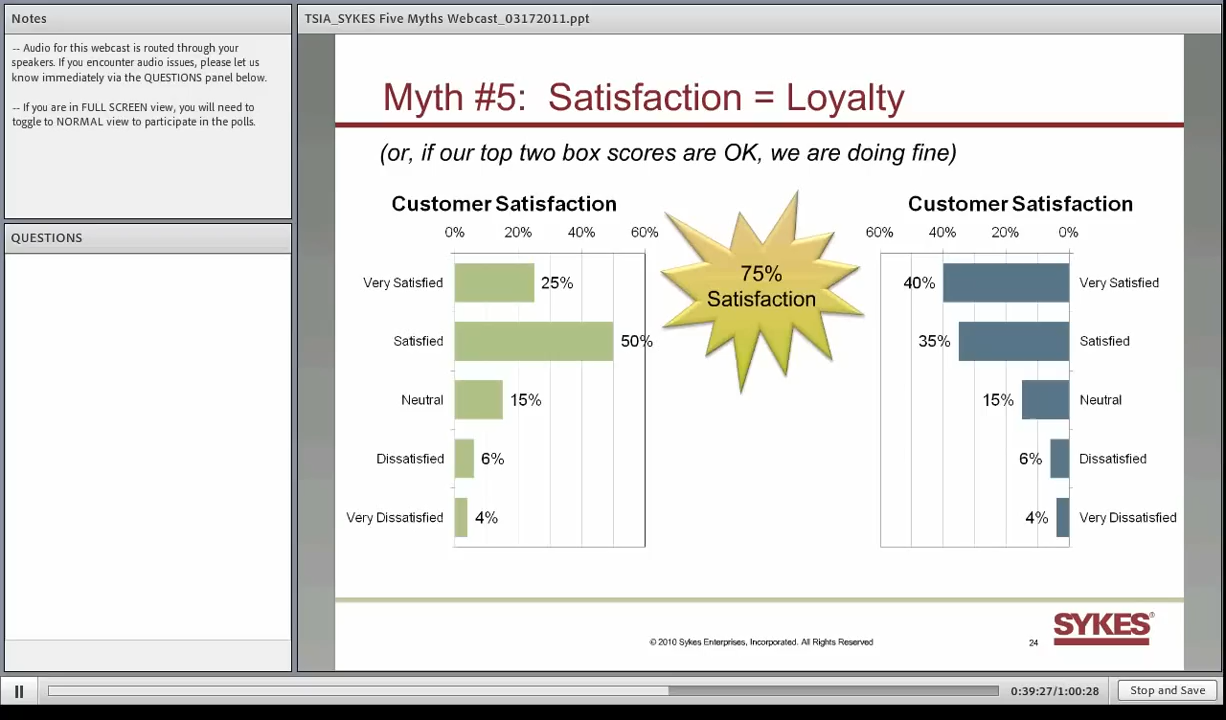 Notes
-- Audio for this webcast is routed through your
speakers. If you encounter audio issues, please let us
know immediately via the QUESTIONS panel below.
-- If you are in FULL SCREEN view, you will need to
toggle to NORMAL view to participate in the polls.
QUESTIONS
TSIA_SYKES Five Myths Webcast_03172011.ppt
Myth #5: Satisfaction = Loyalty
(or, if our top two box scores are OK, we are doing fine)
Customer Satisfaction
0% 20% 40% 60%
Very Satisfied 25%
Satisfied 50%
Neutral 15%
Dissatisfied 6%
Very Dissatisfied 4%
75%
Satisfaction
Customer Satisfaction
60% 40% 20% 0%
40% Very Satisfied
35% Satisfied
15% Neutral
6% Dissatisfied
4% Very Dissatisfied
© 2010 Sykes Enterprises, Incorporated. All Rights Reserved
24
SYKES®
0:39:27/1:00:28
Stop and Save